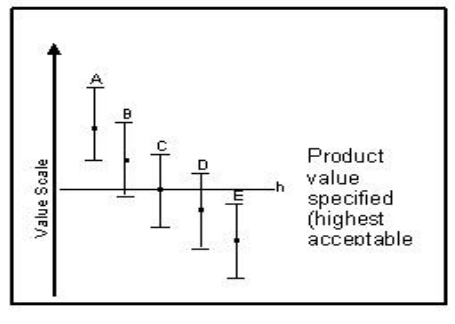 A
B
C
D
E
h
Value Scale
Product
value
specified
(highest
acceptable